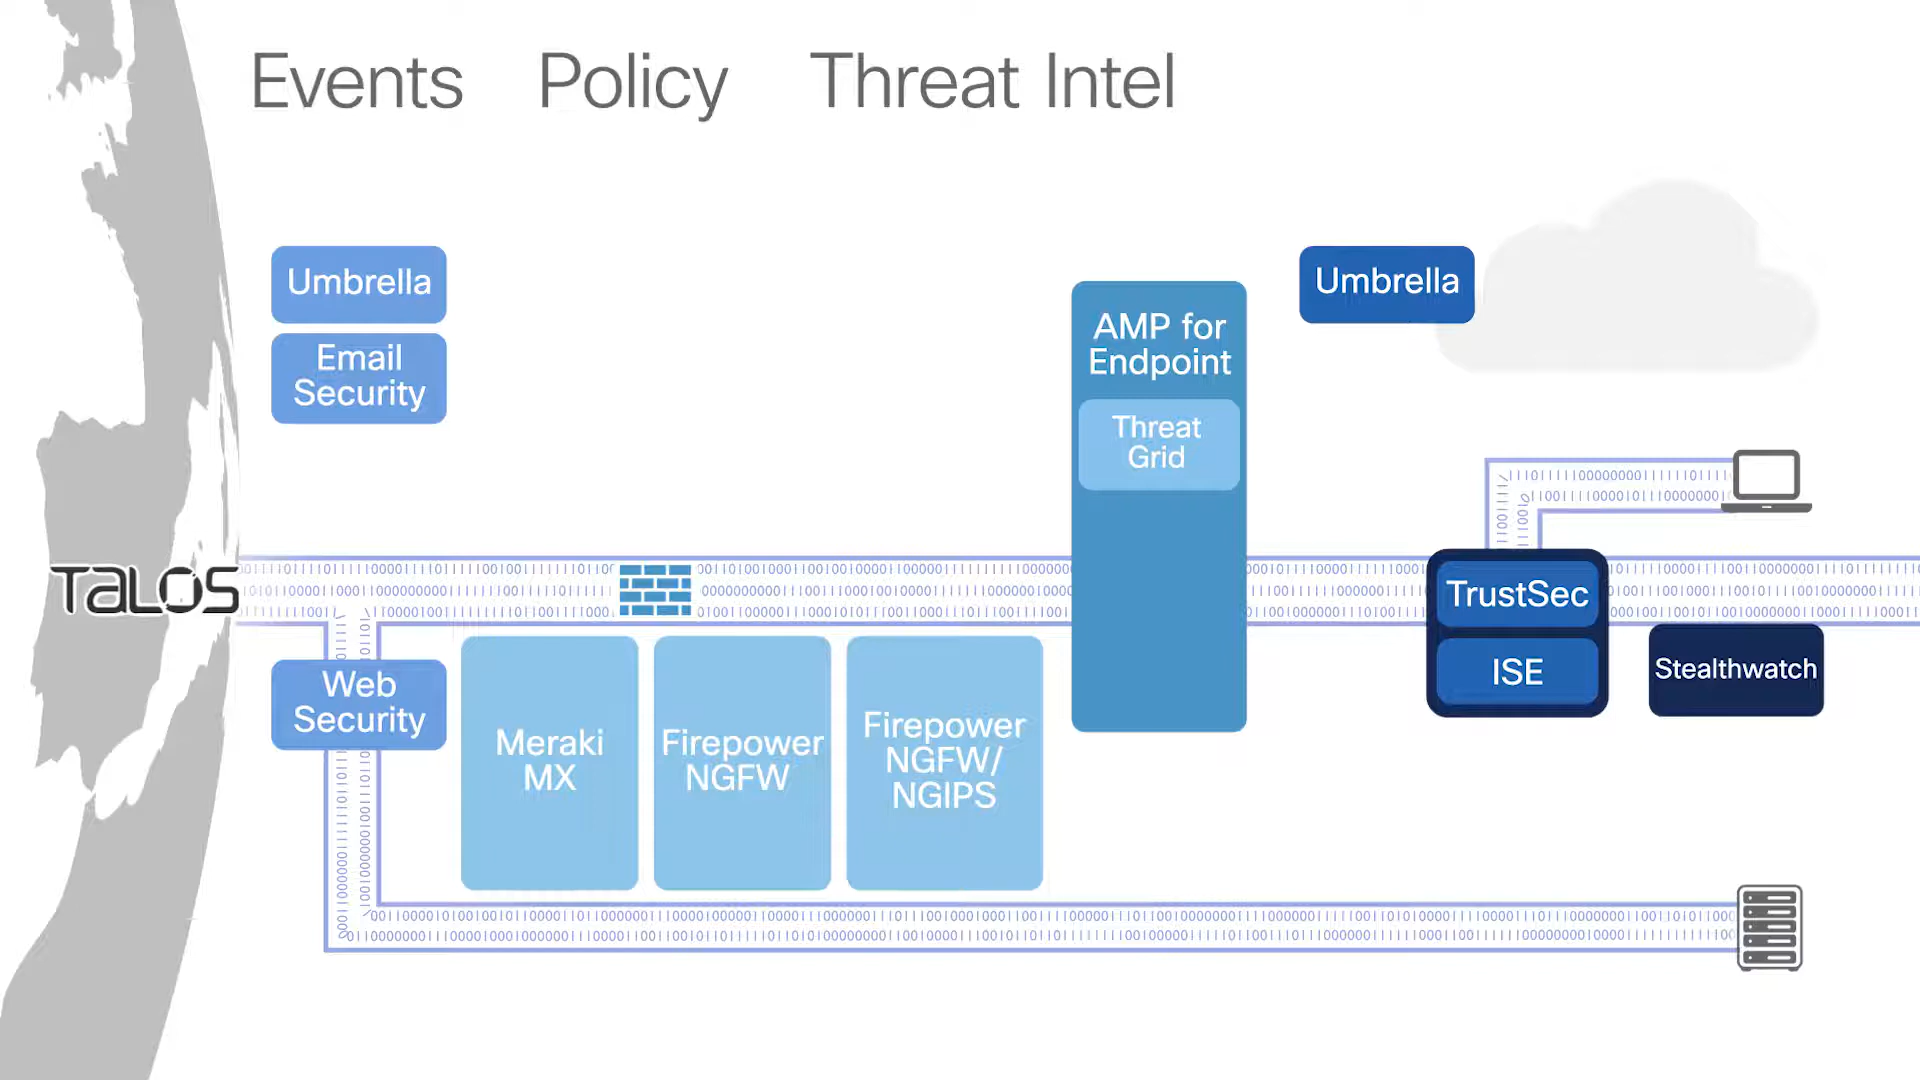 Events Policy Threat Intel
Umbrella
Email
Security
AMP for
Endpoint
Threat
Grid
Umbrella
TALOS
Web
Security
Meraki
MX
Firepower
NGFW
Firepower
NGFW/
NGIPS
TrustSec
ISE
Stealthwatch